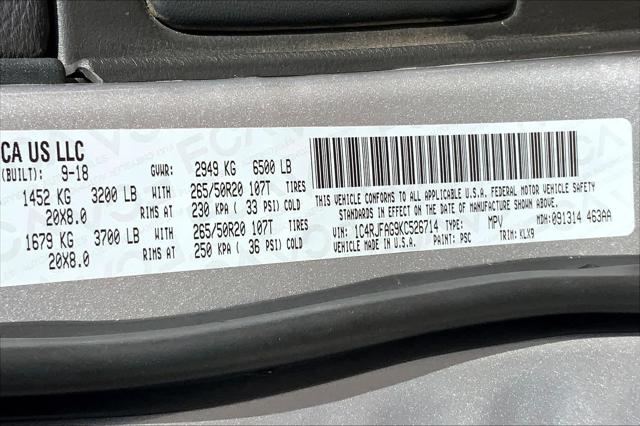 CA US LLC
(BUILT): 9-18 GVWR: 2949 KG 6500 LB
1452 KG 3200 LB WITH 265/50R20 107T TIRES
20X8.0 RIMS AT 230 KPA ( 33 PSI) COLD
1679 KG 3700 LB WITH 265/50R20 107T TIRES
20X8.0 RIMS AT 250 KPA ( 36 PSI) COLD
THIS VEHICLE CONFORMS TO ALL APPLICABLE U.S.A. FEDERAL MOTOR VEHICLE SAFETY
STANDARDS IN EFFECT ON THE DATE OF MANUFACTURE SHOWN ABOVE.
VIN: 1C4RJFAG9KC526714 TYPE: MPV MDH: 091314 463AA
PAINT: PSC TRIM: KLX9